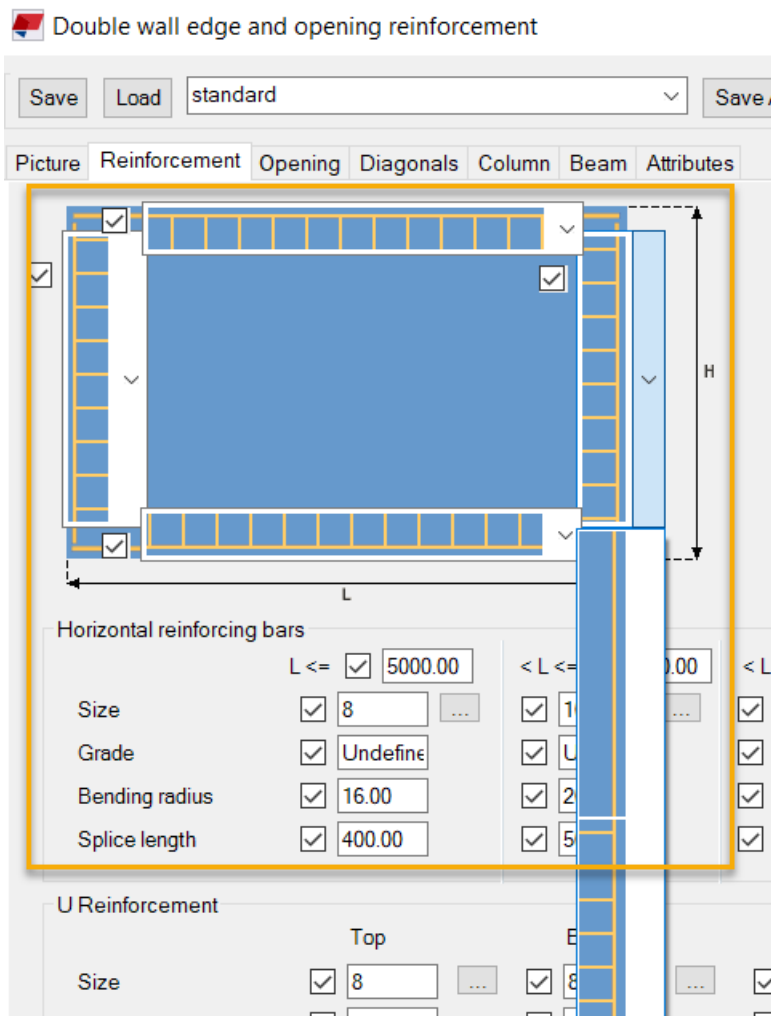 Double wall edge and opening reinforcement
Save Load standard Save
Picture Reinforcement Opening Diagonals Column Beam Attributes
H
L
Horizontal reinforcing bars
L <= 5000.00 < L <= 0.00 < L
Size 8 ... ...
Grade Undefine
Bending radius 16.00
Splice length 400.00
U Reinforcement
Top
Size 8 ... ...